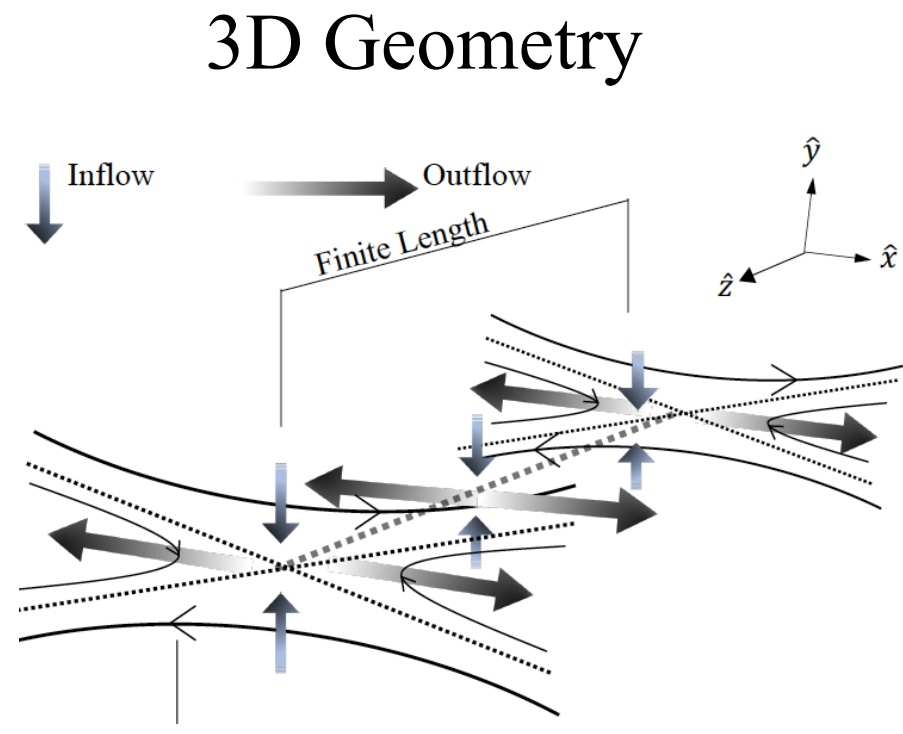 3D Geometry
Inflow
Outflow
Finite Length
ŷ
x̂
ẑ